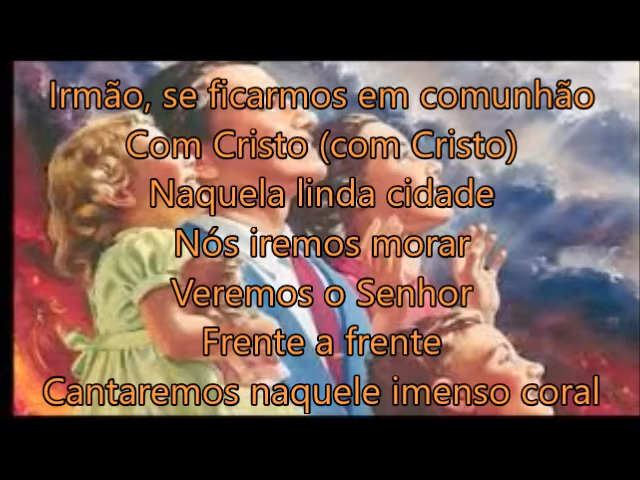 Irmão, se ficarmos em comunhão
Com Cristo (com Cristo)
Naquela linda cidade
Nós iremos morar
Veremos o Senhor
Frente a frente
Cantaremos naquele imenso coral